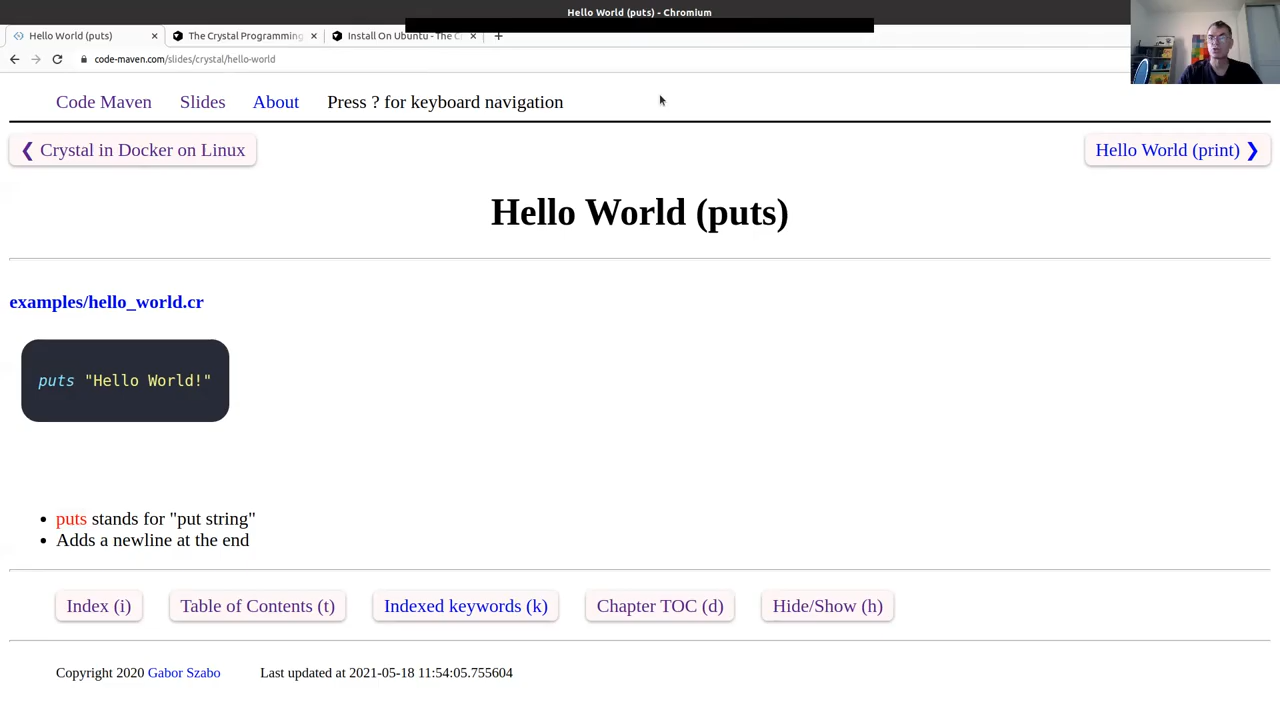 Hello World (puts) - Chromium
Hello World (puts)
The Crystal Programming
Install On Ubuntu - The C
code-maven.com/slides/crystal/hello-world
Code Maven Slides About Press ? for keyboard navigation
❮ Crystal in Docker on Linux
Hello World (print) ❯
Hello World (puts)
examples/hello_world.cr
puts "Hello World!"
puts stands for "put string"
Adds a newline at the end
Index (i) Table of Contents (t) Indexed keywords (k) Chapter TOC (d) Hide/Show (h)
Copyright 2020 Gabor Szabo Last updated at 2021-05-18 11:54:05.755604